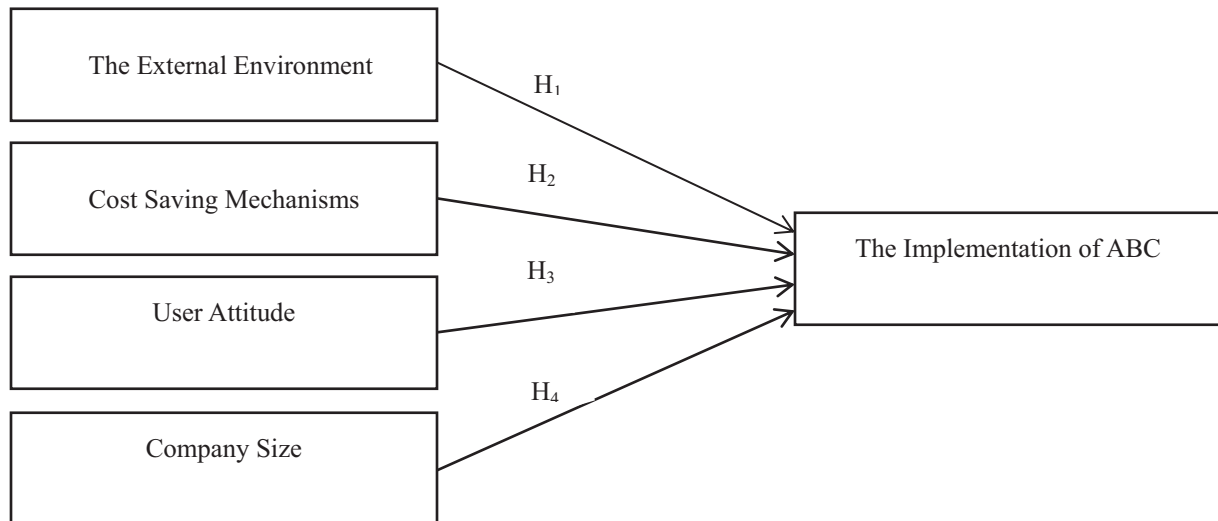 The External Environment
H₁
Cost Saving Mechanisms
H₂
The Implementation of ABC
User Attitude
H₃
Company Size
H₄